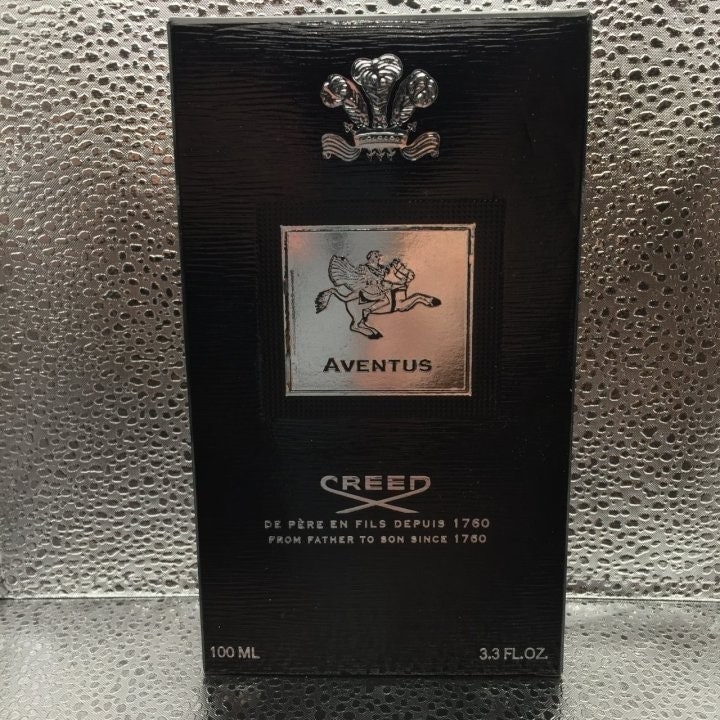 AVENTUS
CREED
DE PÈRE EN FILS DEPUIS 1760
FROM FATHER TO SON SINCE 1760
100 ML
3.3 FL.OZ.